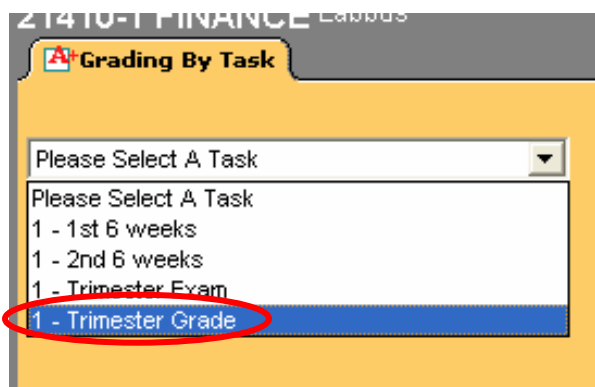 21410-1 FINANCE Labbus
A+ Grading By Task
Please Select A Task
Please Select A Task
1 - 1st 6 weeks
1 - 2nd 6 weeks
1 - Trimester Exam
1 - Trimester Grade